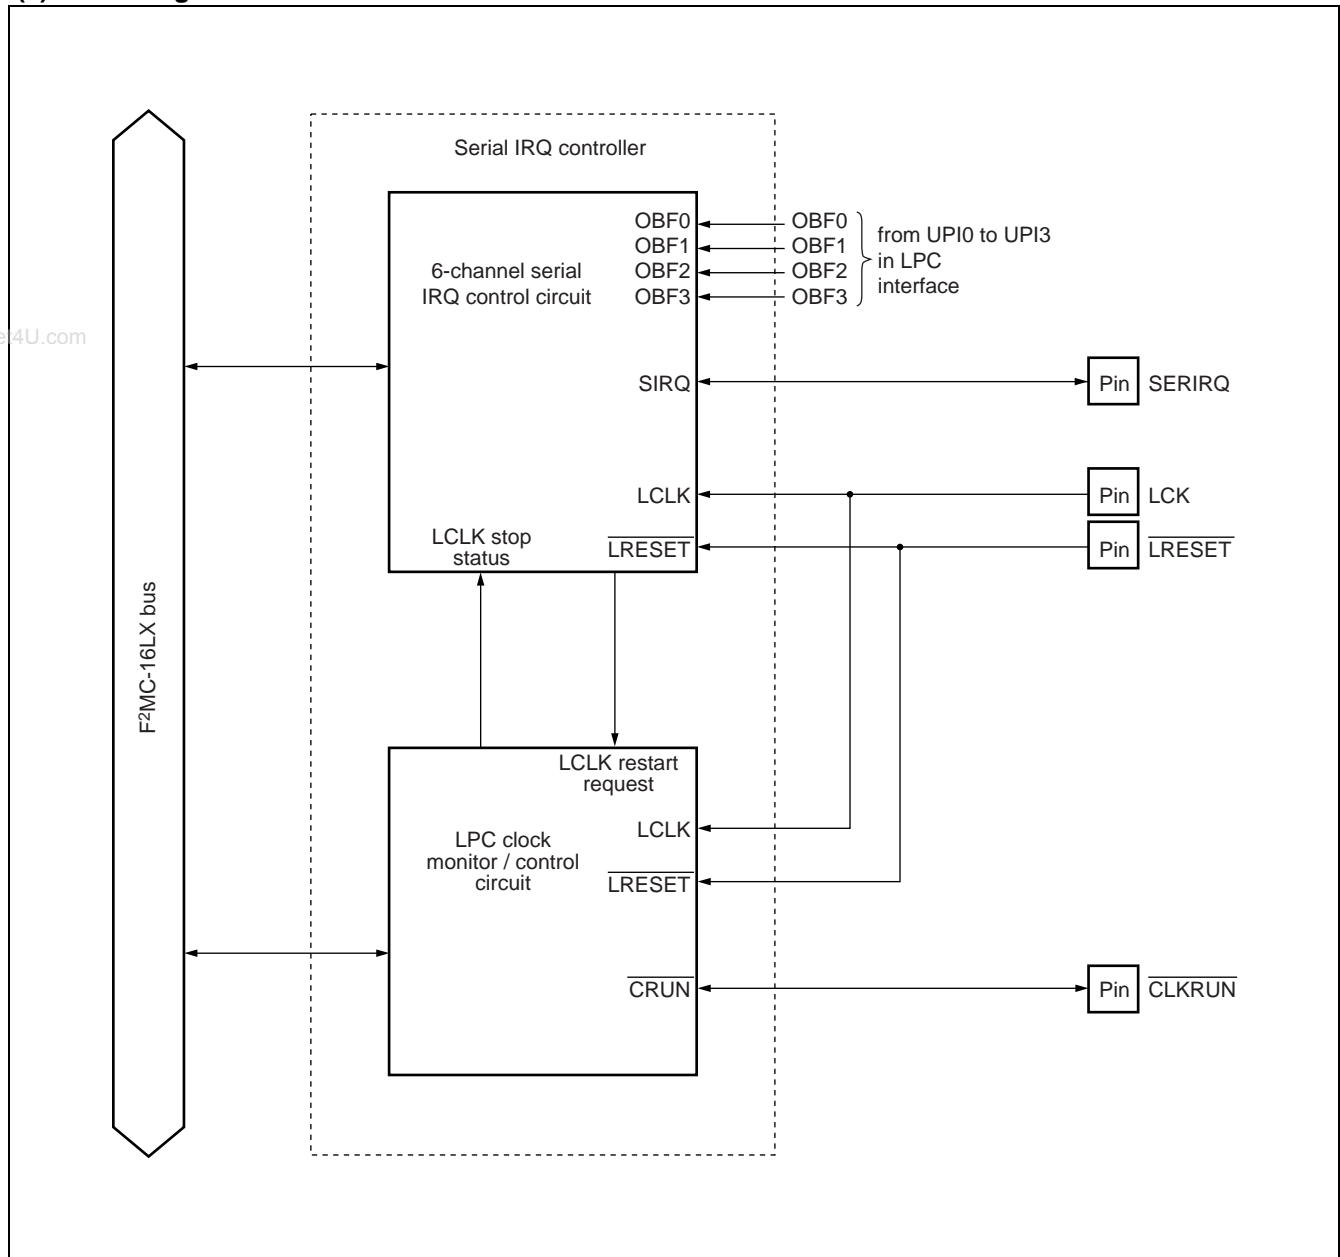 Serial IRQ controller
OBF0
OBF1
OBF2
OBF3
6-channel serial
IRQ control circuit
OBF0
OBF1
OBF2
OBF3
from UPI0 to UPI3
in LPC
interface
et4U.com
SIRQ
Pin
SERIRQ
LCLK
Pin
LCK
LCLK stop
status
LRESET
Pin
LRESET
F2MC-16LX bus
LCLK restart
request
LCLK
LPC clock
monitor / control
circuit
LRESET
CRUN
Pin
CLKRUN